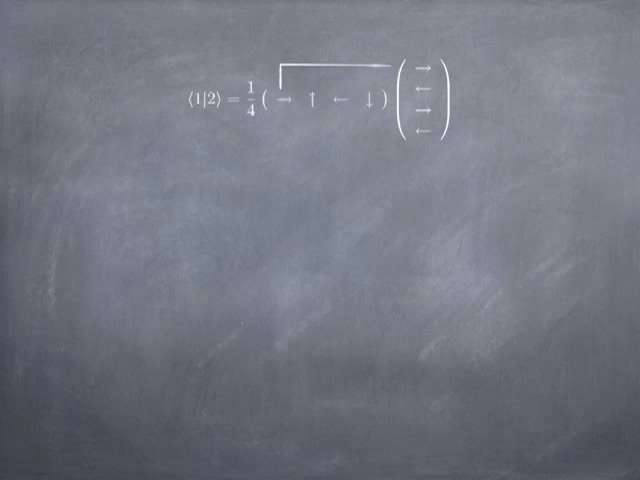 ⟨1|2⟩ = 1/4 ( → ↑ ← ↓ ) ( →
←
→
← )